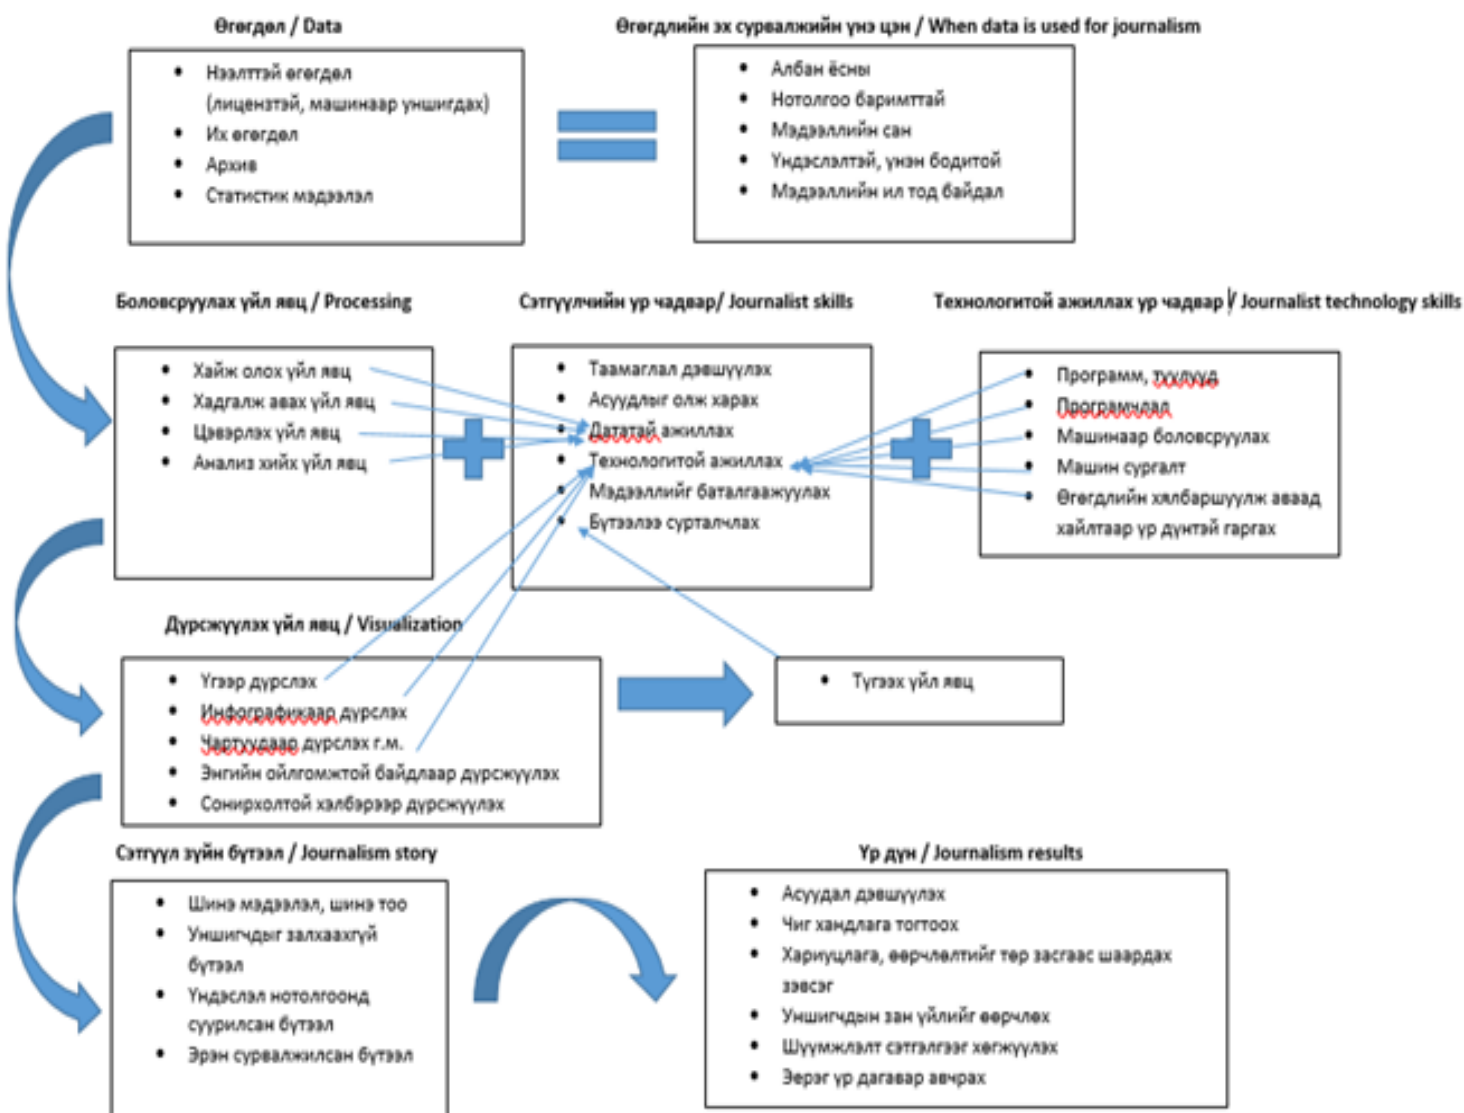 Өгөгдөл / Data
Нээлттэй өгөгдөл
(лицензтэй, машинаар уншигдах)
Их өгөгдөл
Архив
Статистик мэдээлэл
Өгөгдлийн эх сурвалжийн үнэ цэн / When data is used for journalism
Албан ёсны
Нотолгоо баримттай
Мэдээллийн сан
Үндэслэлтэй, үнэн бодитой
Мэдээллийн ил тод байдал
Боловсруулах үйл явц / Processing
Хайж олох үйл явц
Хадгалж авах үйл явц
Цэвэрлэх үйл явц
Анализ хийх үйл явц
Сэтгүүлчийн ур чадвар/ Journalist skills
Таамаглал дэвшүүлэх
Асуудлыг олж харах
Дататай ажиллах
Технологитой ажиллах
Мэдээллийг баталгаажуулах
Бүтээлээ сурталчлах
Технологитой ажиллах ур чадвар / Journalist technology skills
Программ, туулууд
Програмчлал
Машинаар боловсруулах
Машин сургалт
Өгөгдлийн хялбаршуулж аваад
хайлтаар үр дүнтэй гаргах
Дүрсжүүлэх үйл явц / Visualization
Үгээр дүрслэх
Инфографикаар дүрслэх
Чартуудаар дүрслэх г.м.
Энгийн ойлгомжтой байдлаар дүрсжүүлэх
Сонирхолтой хэлбэрээр дүрсжүүлэх
Түгээх үйл явц
Сэтгүүл зүйн бүтээл / Journalism story
Шинэ мэдээлэл, шинэ тоо
Уншигчдыг залхаахгүй
бүтээл
Үндэслэл нотолгоонд
суурилсан бүтээл
Эрэн сурвалжилсан бүтээл
Үр дүн / Journalism results
Асуудал дэвшүүлэх
Чиг хандлага тогтоох
Хариуцлага, өөрчлөлтийг төр засгаас шаардах
зэвсэг
Уншигчдын зан үйлийг өөрчлөх
Шүүмжлэлт сэтгэлгээг хөгжүүлэх
Эерэг үр дагавар авчрах